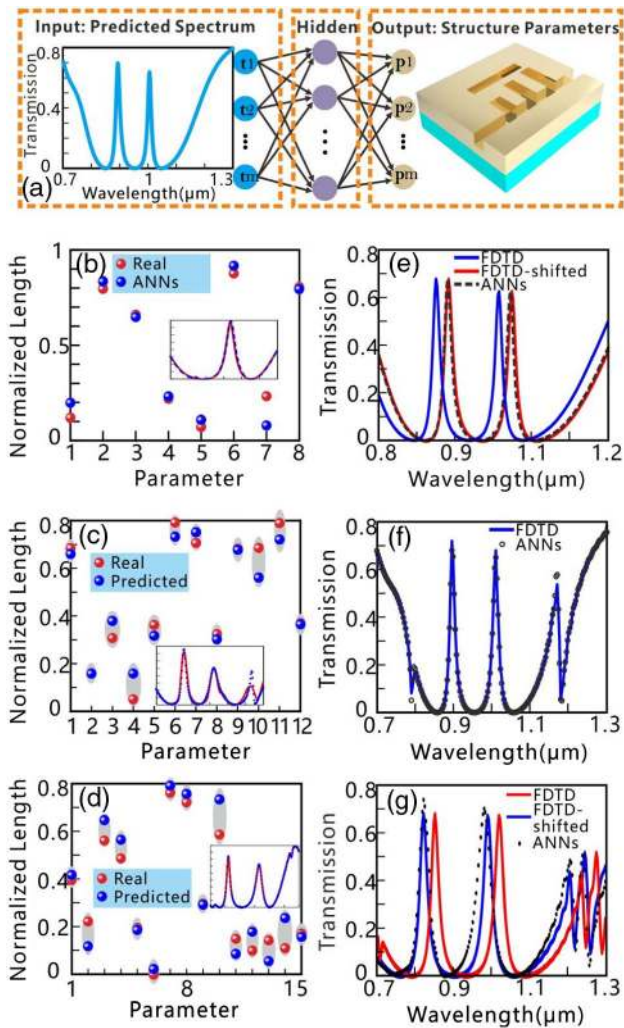 Input: Predicted Spectrum
Hidden
Output: Structure Parameters
0.8
0.4
0
Transmission
0.7
1
1.3
Wavelength(μm)
(a)
t1
t2
tm
p1
p2
pm
(b)
Real
ANNs
Normalized Length
1
0.5
0
1 2 3 4 5 6 7 8
Parameter
(e)
FDTD
FDTD-shifted
ANNs
Transmission
0.8
0.6
0.4
0.2
0
0.8 0.9 1.0 1.1 1.2
Wavelength(μm)
(c)
Real
Predicted
Normalized Length
0.8
0.6
0.4
0.2
0
1 2 3 4 5 6 7 8 9 10 11 12
Parameter
(f)
FDTD
ANNs
Transmission
0.8
0.6
0.4
0.2
0
0.7 0.9 1.1 1.3
Wavelength(μm)
(d)
Real
Predicted
Normalized Length
0.8
0.6
0.4
0.2
0
1 8 15
Parameter
(g)
FDTD
FDTD-
shifted
ANNs
Transmission
0.8
0.6
0.4
0.2
0
0.7 0.9 1.1 1.3
Wavelength(μm)